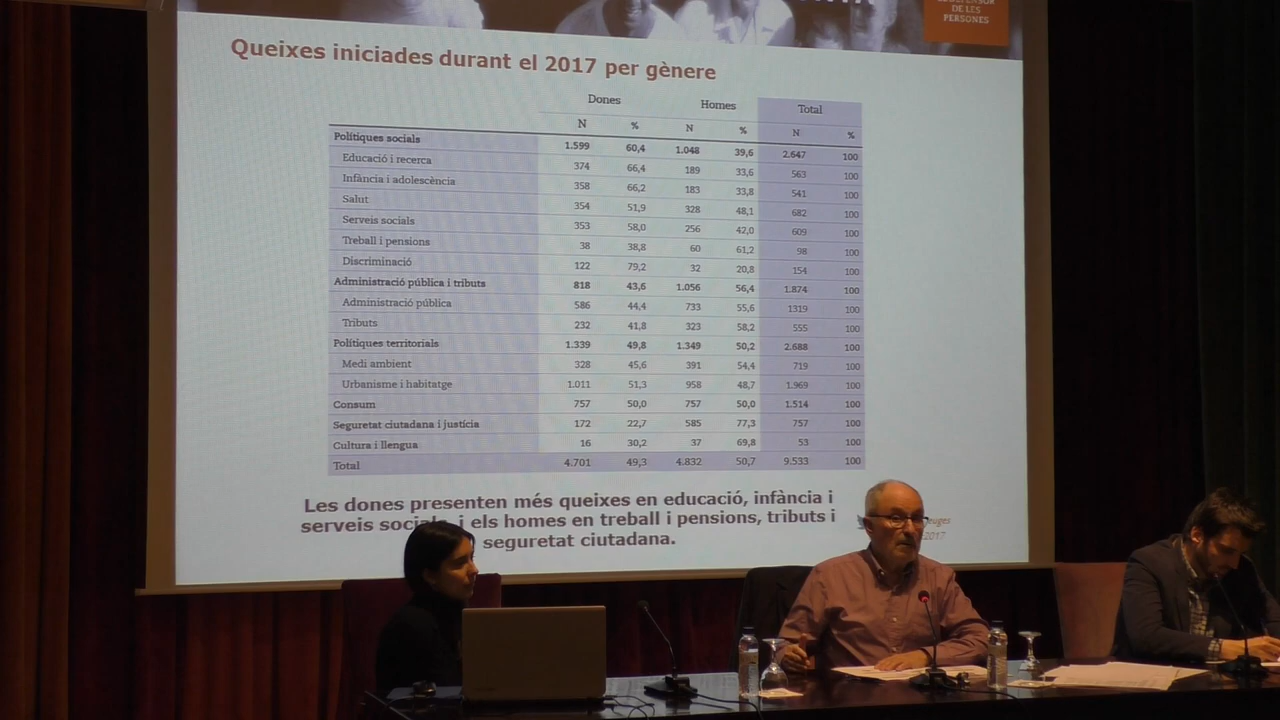 DE LES
PERSONES
Queixes iniciades durant el 2017 per gènere
Dones Homes Total
N % N % N %
Polítiques socials 1.599 60,4 1.048 39,6 2.647 100
Educació i recerca 374 66,4 189 33,6 563 100
Infància i adolescència 358 66,2 183 33,8 541 100
Salut 354 51,9 328 48,1 682 100
Serveis socials 353 58,0 256 42,0 609 100
Treball i pensions 38 38,8 60 61,2 98 100
Discriminació 122 79,2 32 20,8 154 100
Administració pública i tributs 818 43,6 1.056 56,4 1.874 100
Administració pública 586 44,4 733 55,6 1319 100
Tributs 232 41,8 323 58,2 555 100
Polítiques territorials 1.339 49,8 1.349 50,2 2.688 100
Medi ambient 328 45,6 391 54,4 719 100
Urbanisme i habitatge 1.011 51,3 958 48,7 1.969 100
Consum 757 50,0 757 50,0 1.514 100
Seguretat ciutadana i justícia 172 22,7 585 77,3 757 100
Cultura i llengua 16 30,2 37 69,8 53 100
Total 4.701 49,3 4.832 50,7 9.533 100
Les dones presenten més queixes en educació, infància i
serveis socials i els homes en treball i pensions, tributs i
seguretat ciutadana.
2017